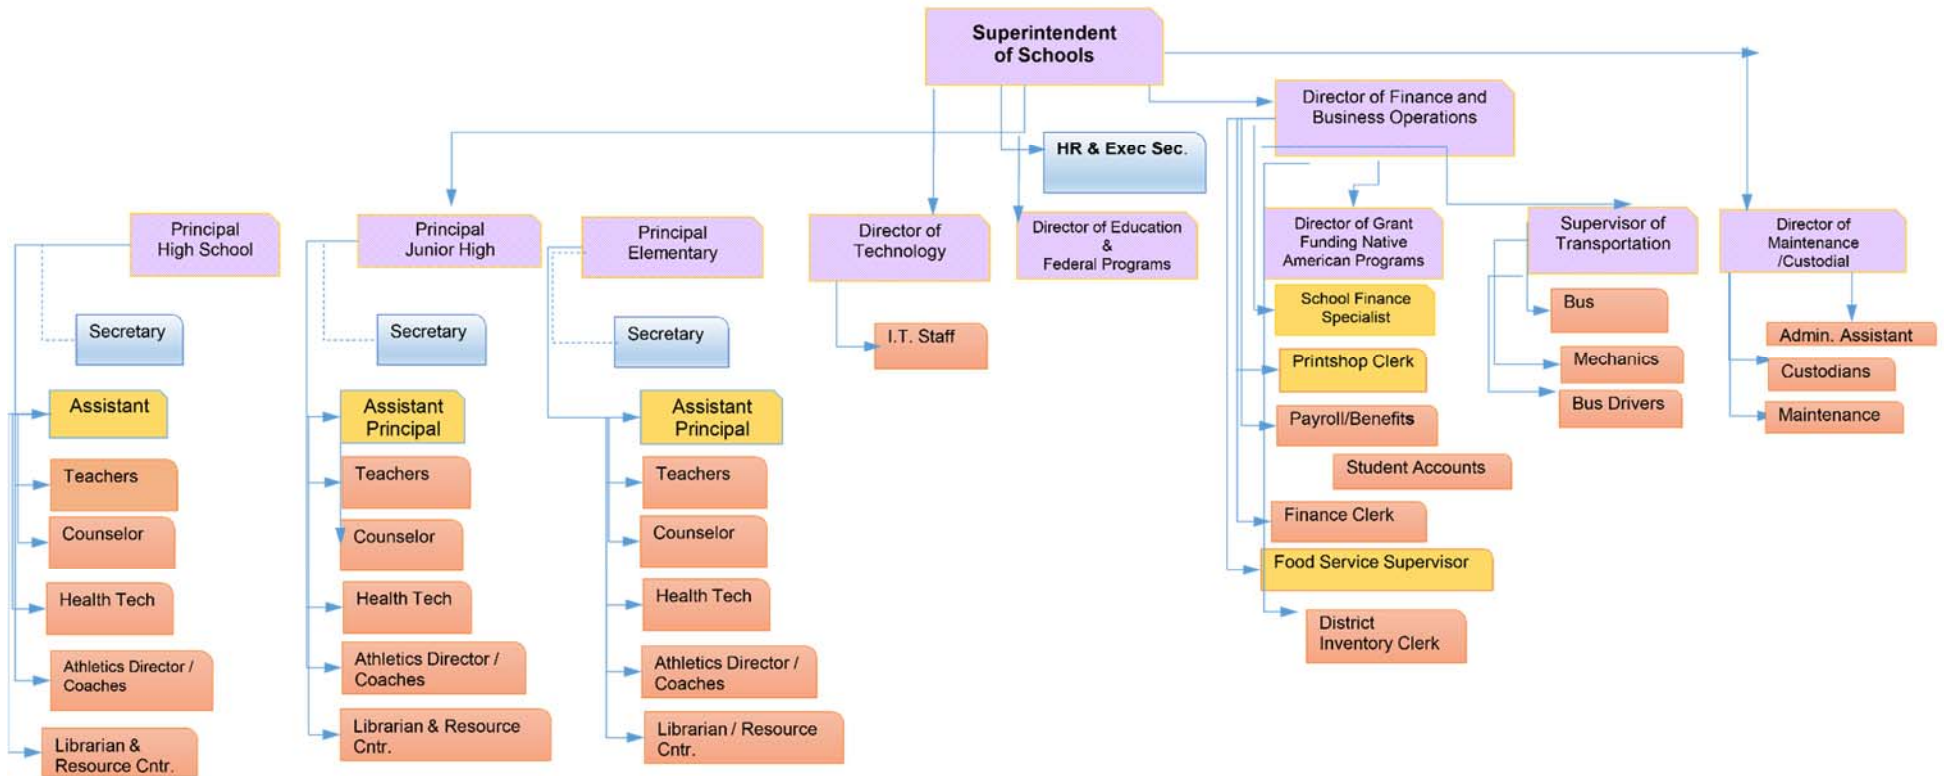 Superintendent
of Schools
Director of Finance and
Business Operations
HR & Exec Sec.
Principal
High School
Principal
Junior High
Principal
Elementary
Director of
Technology
Director of Education
&
Federal Programs
Director of Grant
Funding Native
American Programs
Supervisor of
Transportation
Director of
Maintenance
/Custodial
Secretary
Secretary
Secretary
I.T. Staff
School Finance
Specialist
Bus
Admin. Assistant
Printshop Clerk
Mechanics
Custodians
Assistant
Assistant
Principal
Assistant
Principal
Payroll/Benefits
Bus Drivers
Maintenance
Teachers
Teachers
Teachers
Student Accounts
Counselor
Counselor
Counselor
Finance Clerk
Food Service Supervisor
Health Tech
Health Tech
Health Tech
District
Inventory Clerk
Athletics Director /
Coaches
Athletics Director /
Coaches
Athletics Director /
Coaches
Librarian &
Resource Cntr.
Librarian & Resource
Cntr.
Librarian / Resource
Cntr.